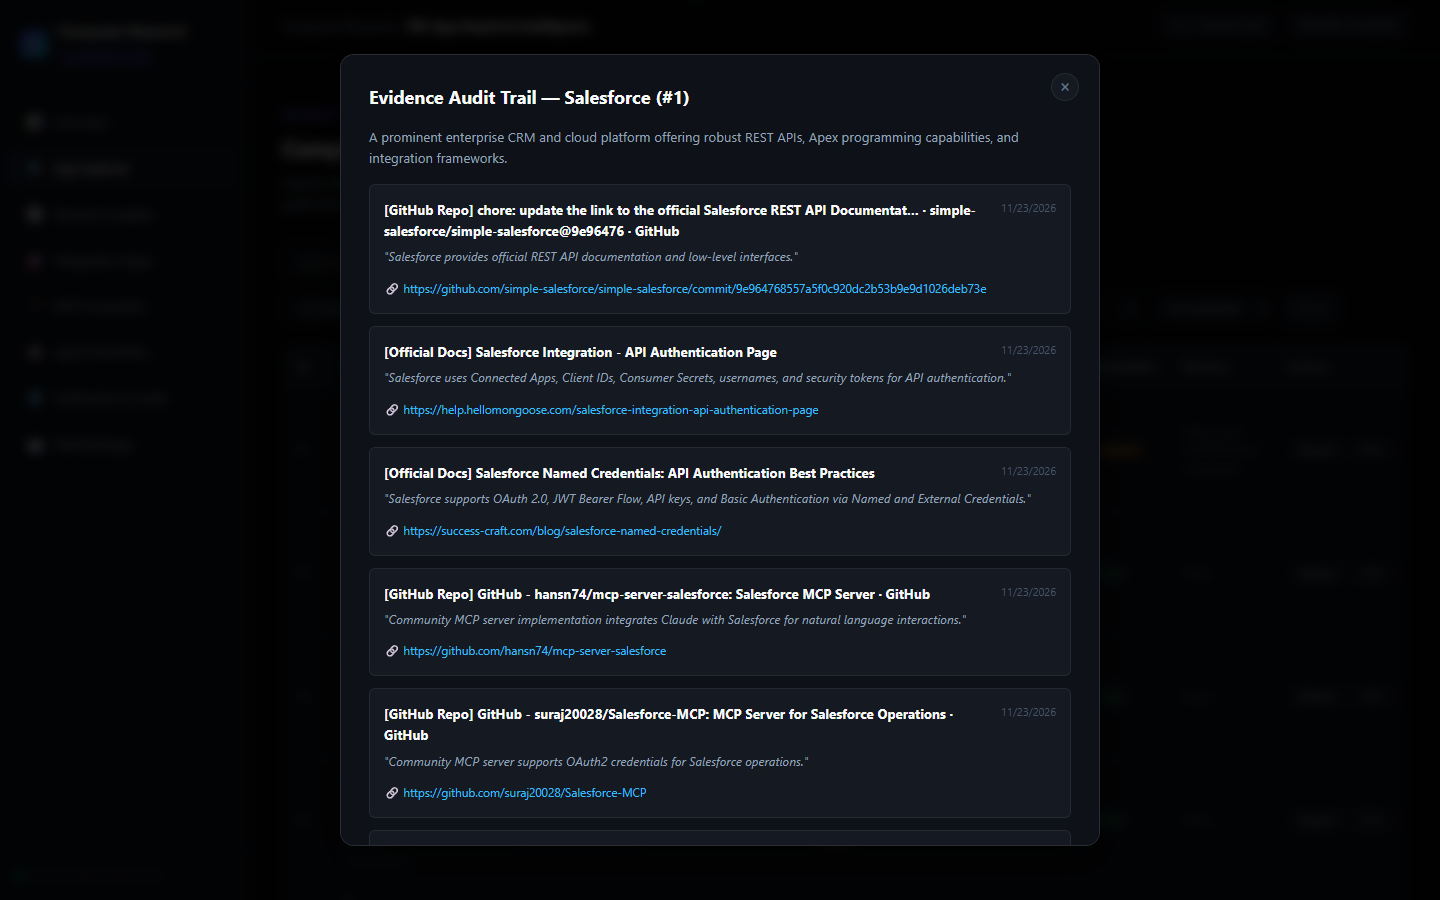 Evidence Audit Trail — Salesforce (#1)
×
A prominent enterprise CRM and cloud platform offering robust REST APIs, Apex programming capabilities, and
integration frameworks.
[GitHub Repo] chore: update the link to the official Salesforce REST API Documentat... · simple-
salesforce/simple-salesforce@9e96476 · GitHub
11/23/2026
"Salesforce provides official REST API documentation and low-level interfaces."
https://github.com/simple-salesforce/simple-salesforce/commit/9e964768557a5f0c920dc2b53b9e9d1026deb73e
[Official Docs] Salesforce Integration - API Authentication Page
11/23/2026
"Salesforce uses Connected Apps, Client IDs, Consumer Secrets, usernames, and security tokens for API authentication."
https://help.hellomongoose.com/salesforce-integration-api-authentication-page
[Official Docs] Salesforce Named Credentials: API Authentication Best Practices
11/23/2026
"Salesforce supports OAuth 2.0, JWT Bearer Flow, API keys, and Basic Authentication via Named and External Credentials."
https://success-craft.com/blog/salesforce-named-credentials/
[GitHub Repo] GitHub - hansn74/mcp-server-salesforce: Salesforce MCP Server · GitHub
11/23/2026
"Community MCP server implementation integrates Claude with Salesforce for natural language interactions."
https://github.com/hansn74/mcp-server-salesforce
[GitHub Repo] GitHub - suraj20028/Salesforce-MCP: MCP Server for Salesforce Operations ·
GitHub
11/23/2026
"Community MCP server supports OAuth2 credentials for Salesforce operations."
https://github.com/suraj20028/Salesforce-MCP